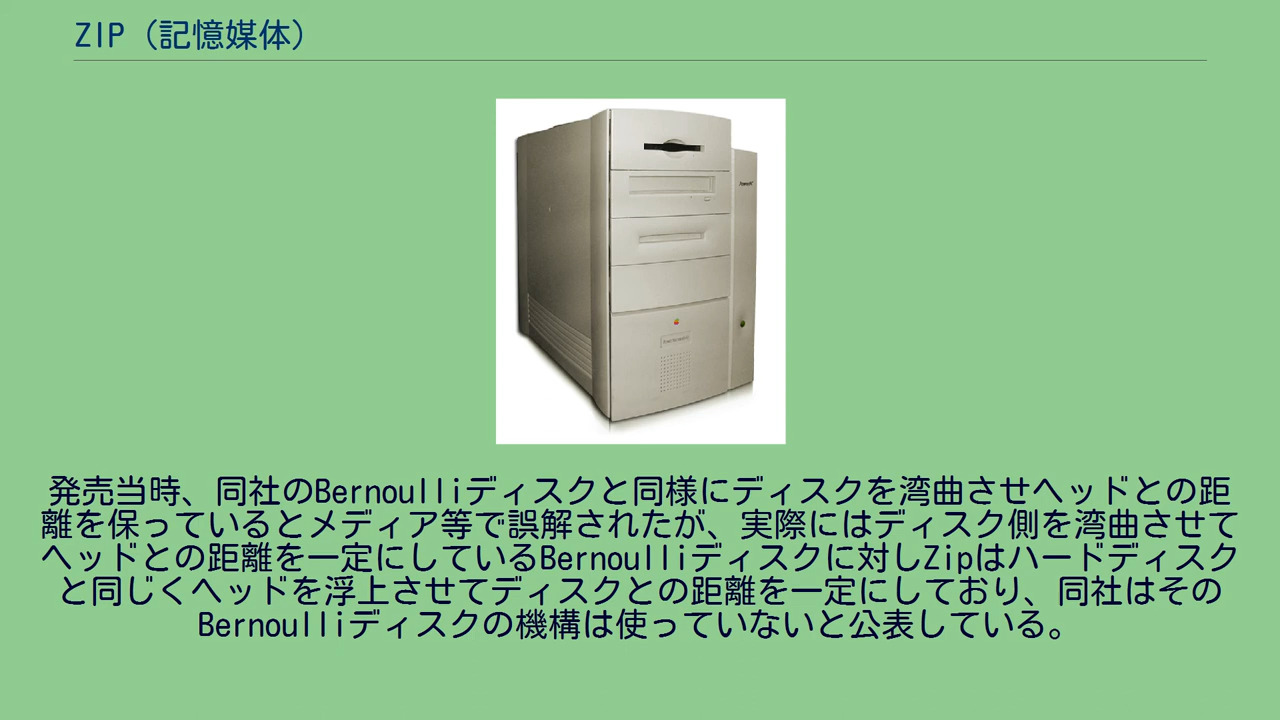 ZIP（記憶媒体）
発売当時、同社のBernoulliディスクと同様にディスクを湾曲させヘッドとの距
離を保っているとメディア等で誤解されたが、実際にはディスク側を湾曲させて
ヘッドとの距離を一定にしているBernoulliディスクに対しZipはハードディスク
と同じくヘッドを浮上させてディスクとの距離を一定にしており、同社はその
Bernoulliディスクの機構は使っていないと公表している。